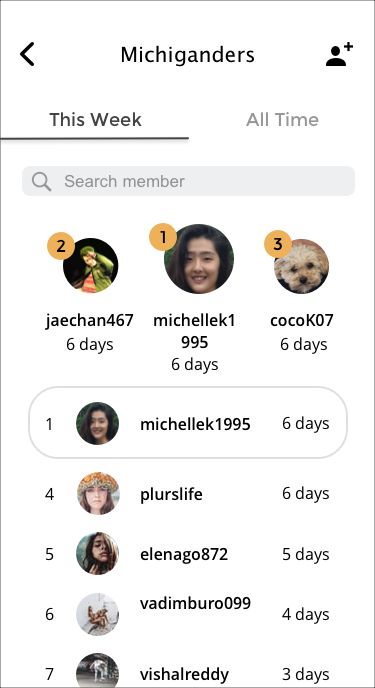 Michiganders
This Week
All Time
Search member
2
1
3
jaechan467
6 days
michellek1
995
6 days
cocoK07
6 days
1 michellek1995 6 days
4 plurslife 6 days
5 elenago872 5 days
6 vadimburo099 4 days
7 vishalreddy 3 days